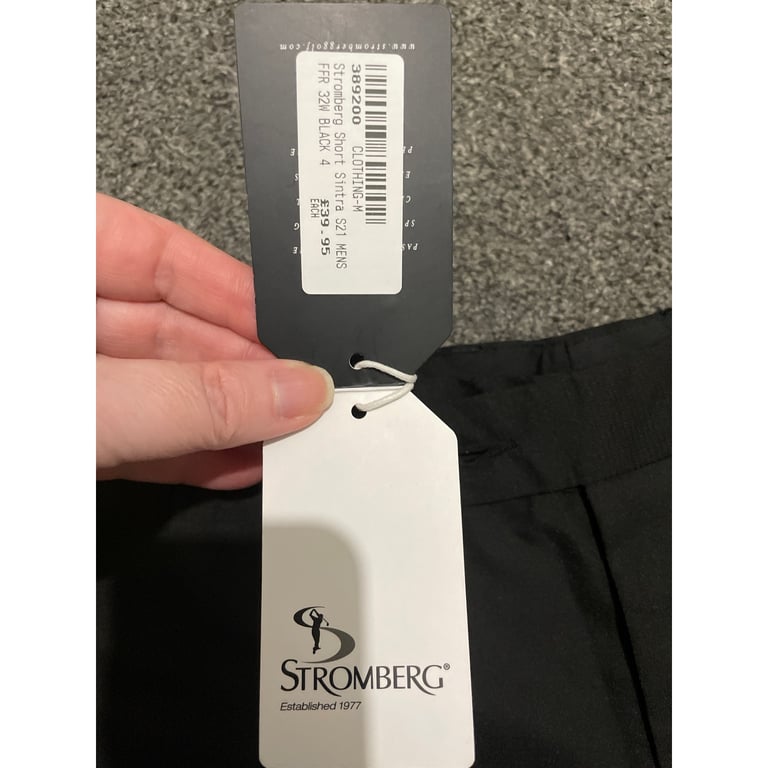 www.stromberggolf.com
389200 CLOTHING-M
Stromberg Short Sintra S21 MENS
FFR 32W BLACK 4
£39.95
EACH
STROMBERG®
Established 1977